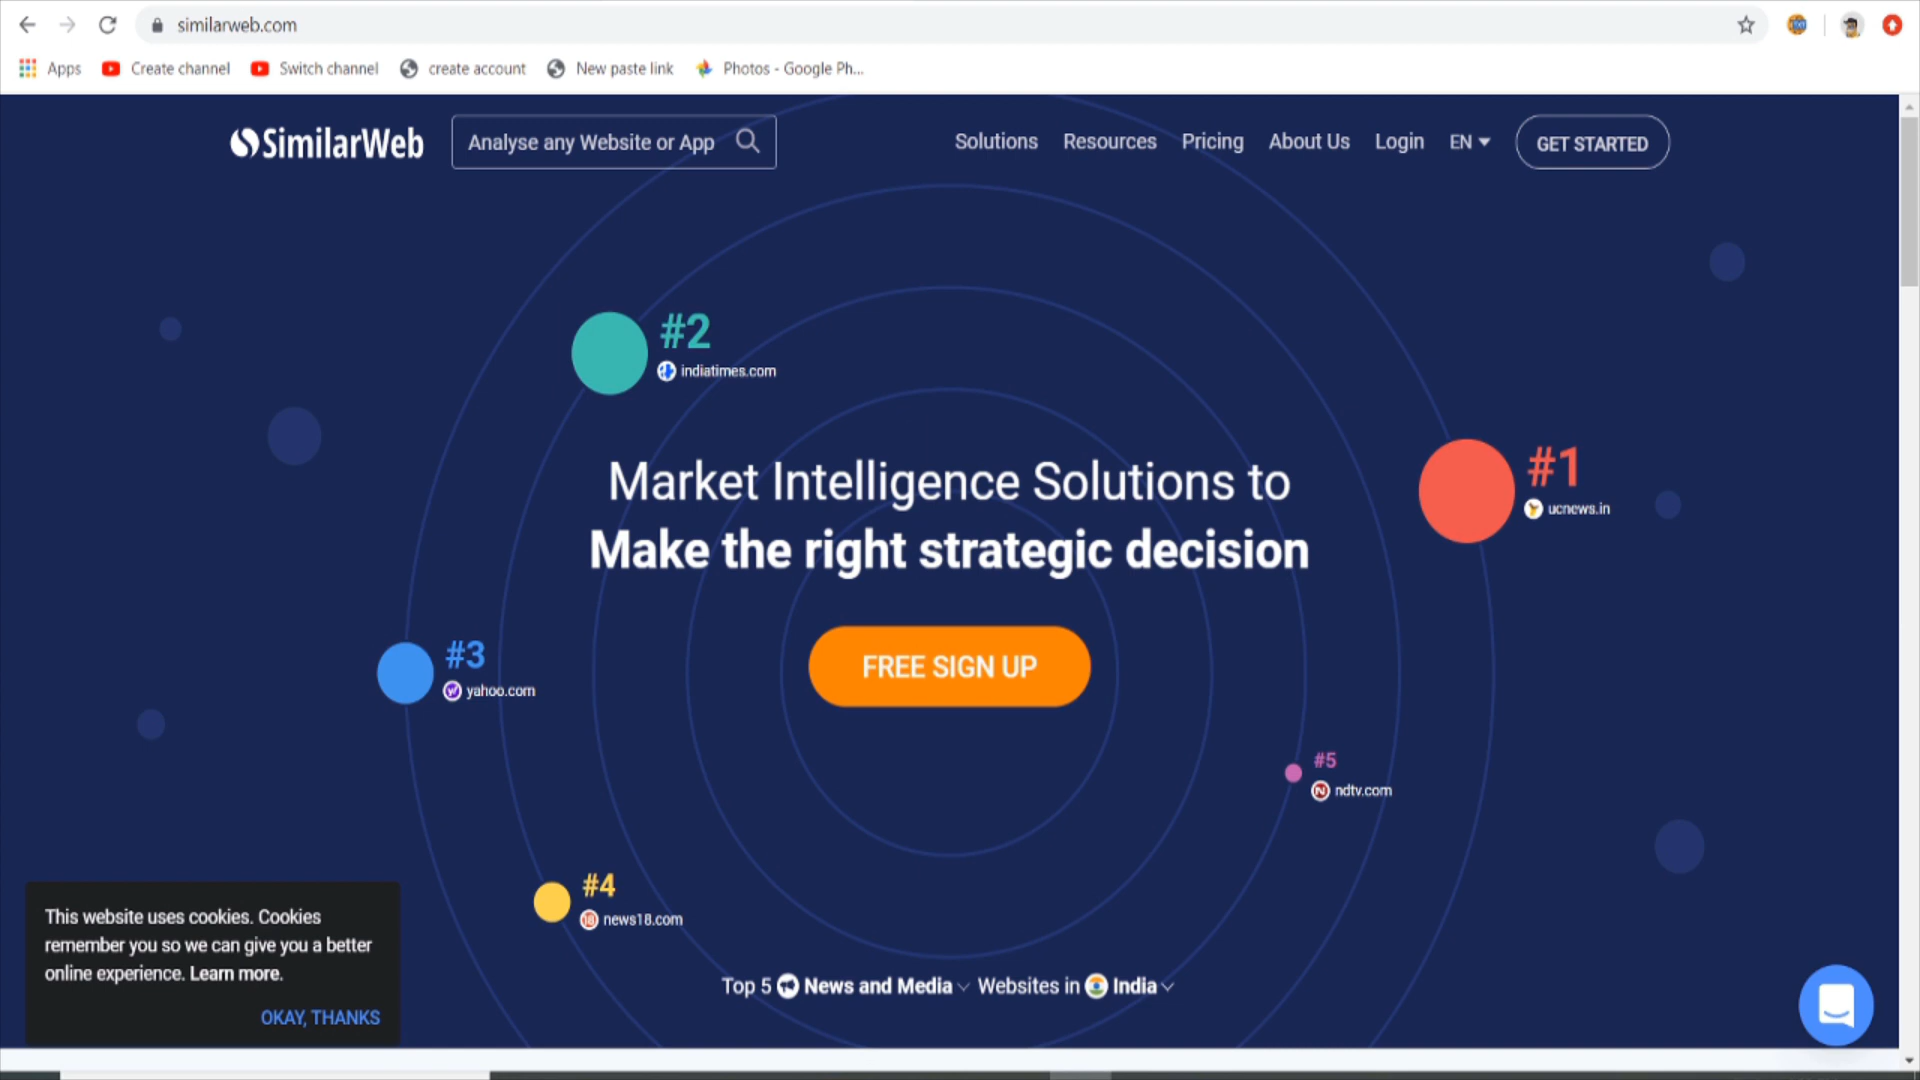 similarweb.com
Apps Create channel Switch channel create account New paste link Photos - Google Ph...
SimilarWeb Analyse any Website or App Solutions Resources Pricing About Us Login EN GET STARTED
#2
indiatimes.com
#1
ucnews.in
Market Intelligence Solutions to
Make the right strategic decision
#3
yahoo.com
FREE SIGN UP
#5
ndtv.com
#4
news18.com
This website uses cookies. Cookies
remember you so we can give you a better
online experience. Learn more.
OKAY, THANKS
Top 5 News and Media Websites in India